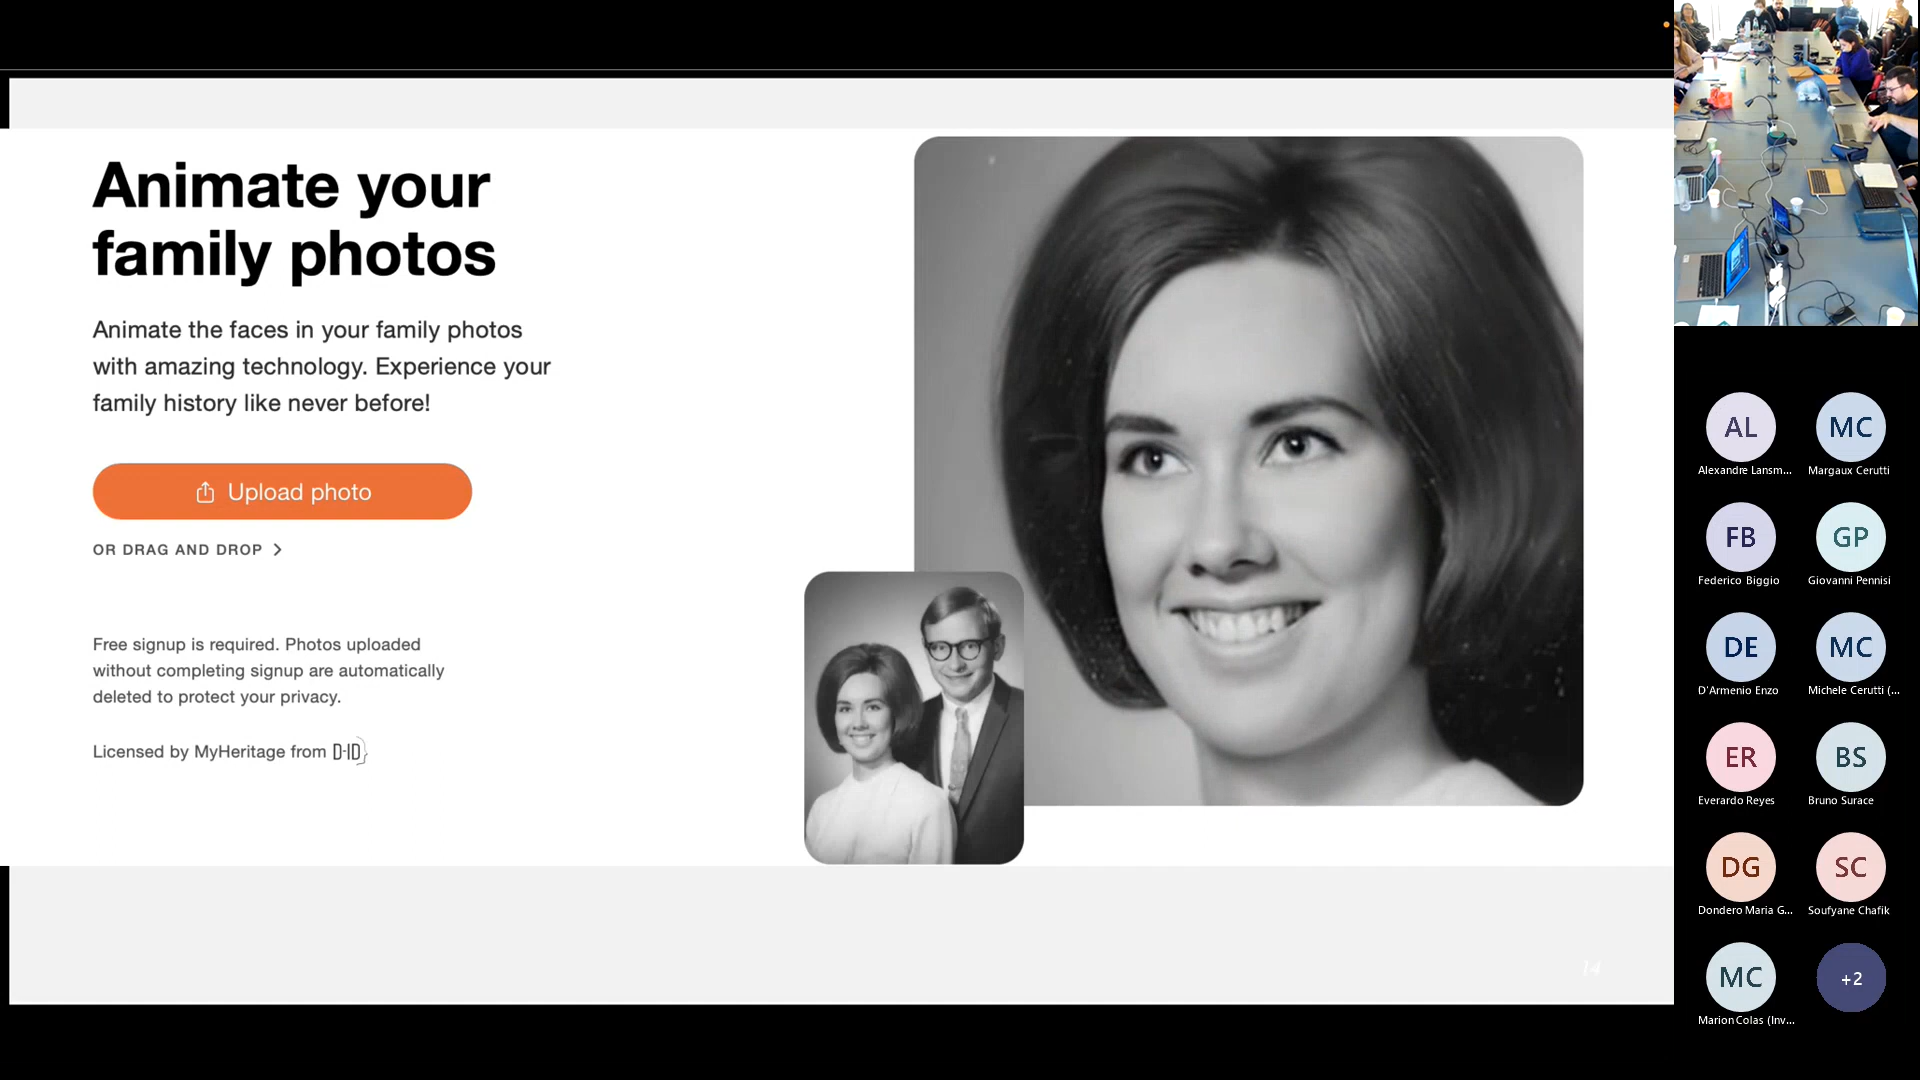 Animate your
family photos
Animate the faces in your family photos
with amazing technology. Experience your
family history like never before!
Upload photo
OR DRAG AND DROP
Free signup is required. Photos uploaded
without completing signup are automatically
deleted to protect your privacy.
Licensed by MyHeritage from D-ID
14
AL
MC
Alexandre Lansm...
Margaux Cerutti
FB
GP
Federico Biggio
Giovanni Pennisi
DE
MC
D'Armenio Enzo
Michele Cerutti (...
ER
BS
Everardo Reyes
Bruno Surace
DG
SC
Dondero Maria G...
Soufyane Chafik
MC
+2
Marion Colas (Inv...